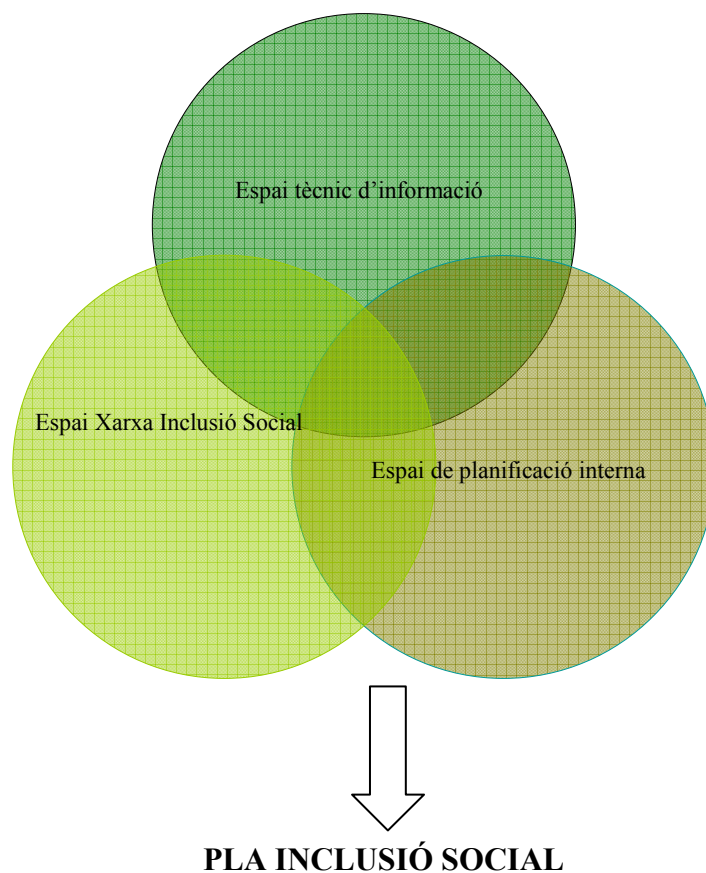 Espai tècnic d’informació
Espai Xarxa Inclusió Social
Espai de planificació interna
PLA INCLUSIÓ SOCIAL